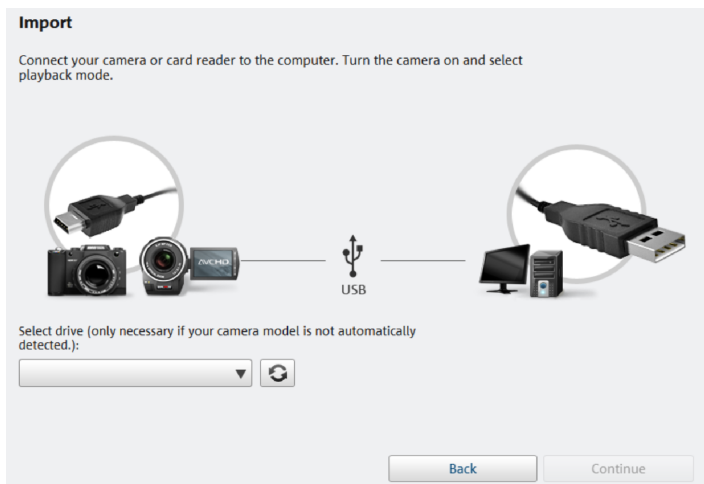 Import
Connect your camera or card reader to the computer. Turn the camera on and select
playback mode.
AVCHD
USB
Select drive (only necessary if your camera model is not automatically
detected.):
Back
Continue